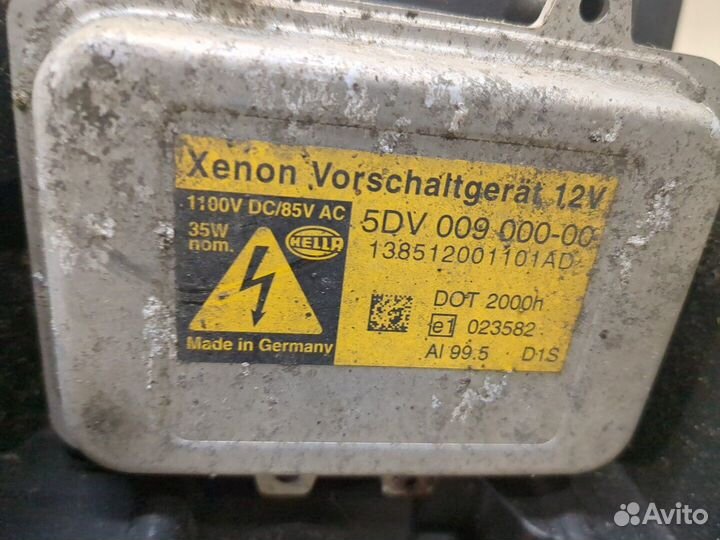 Xenon Vorschaltgerät 12V
1100V DC/85V AC
35W
nom.
HELLA
Made in Germany
5DV 009 000-00
138512001101AD
DOT 2000h
e1 023582
Al 99.5 D1S
Avito